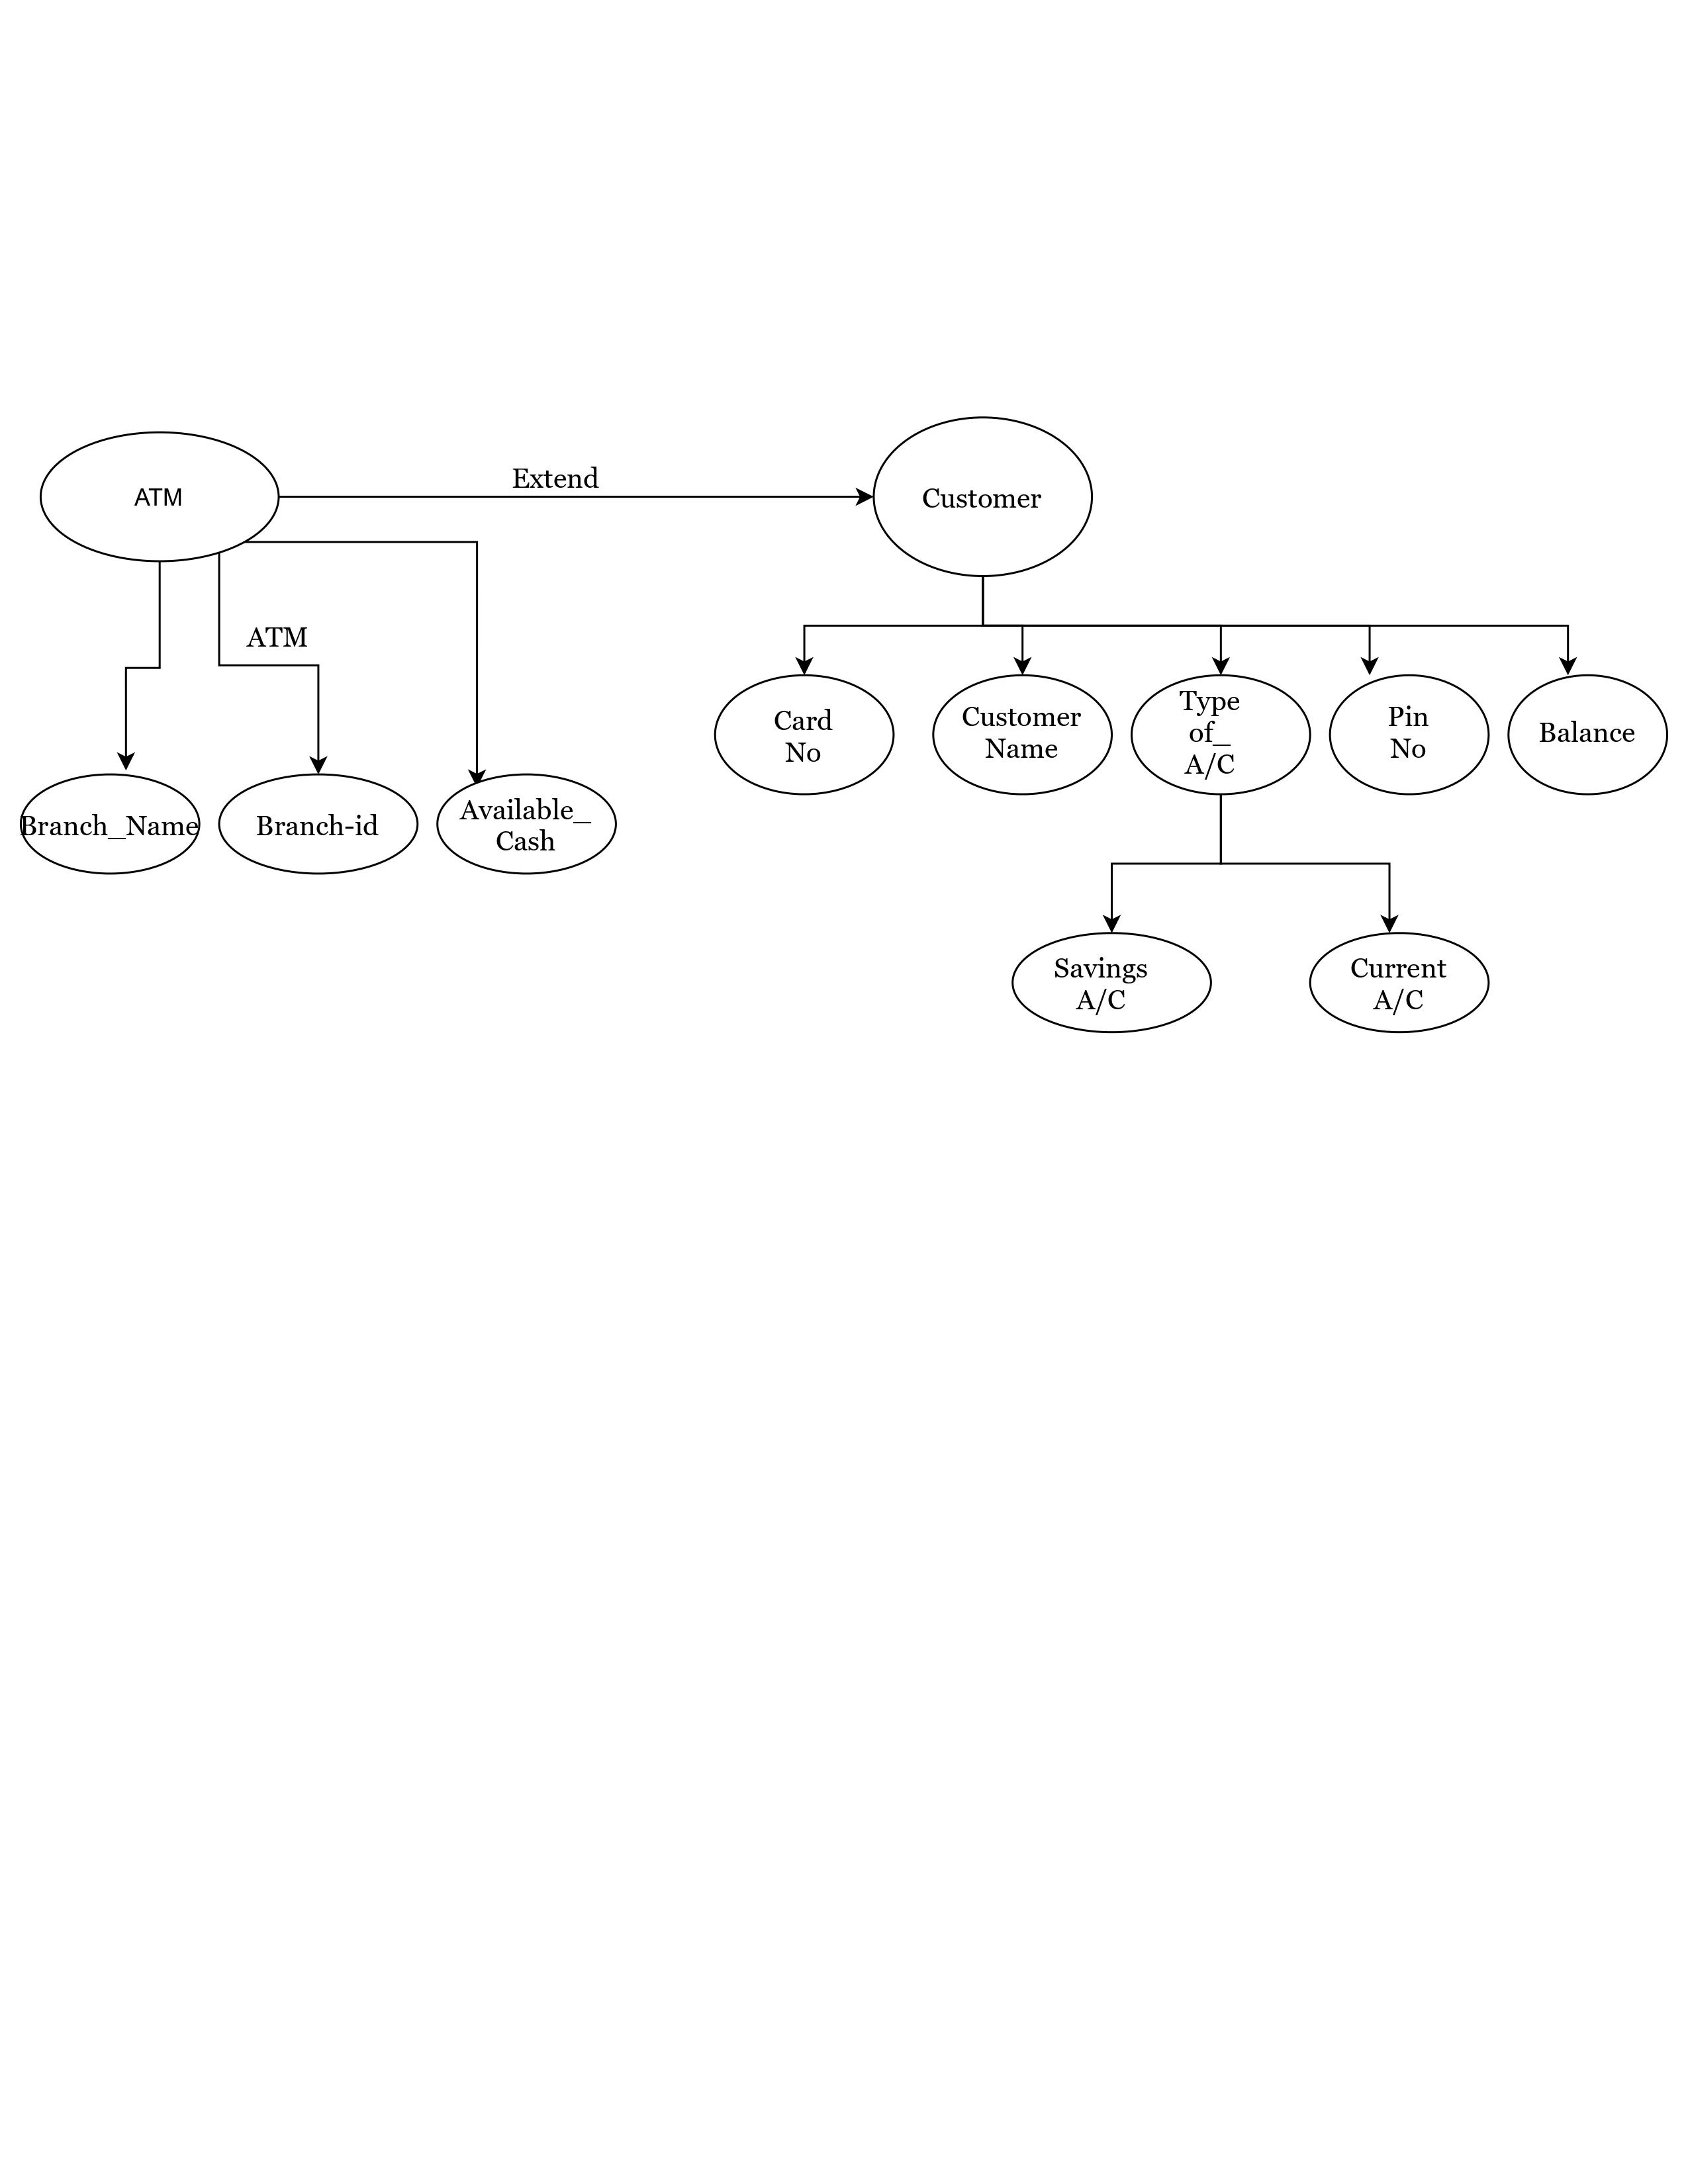 ATM
Extend
Customer
ATM
Branch_Name
Branch-id
Available_
Cash
Card
No
Customer
Name
Type
of_
A/C
Pin
No
Balance
Savings
A/C
Current
A/C